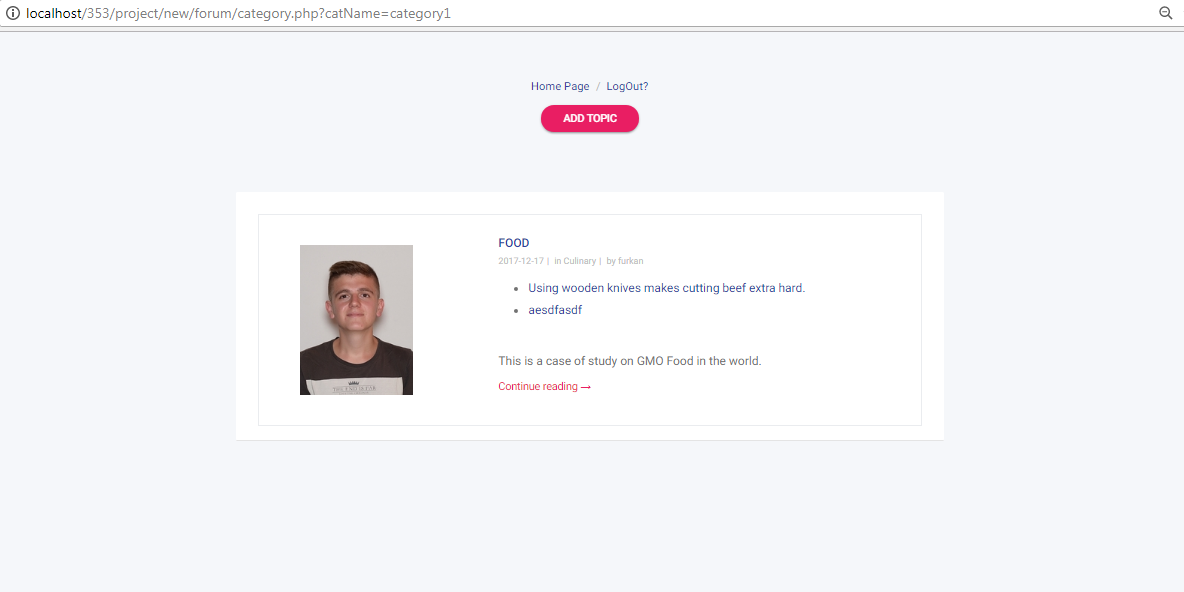 localhost/353/project/new/forum/category.php?catName=category1
Home Page / LogOut?
ADD TOPIC
FOOD
2017-12-17 | in Culinary | by furkan
Using wooden knives makes cutting beef extra hard.
aesdfasdf
This is a case of study on GMO Food in the world.
Continue reading →